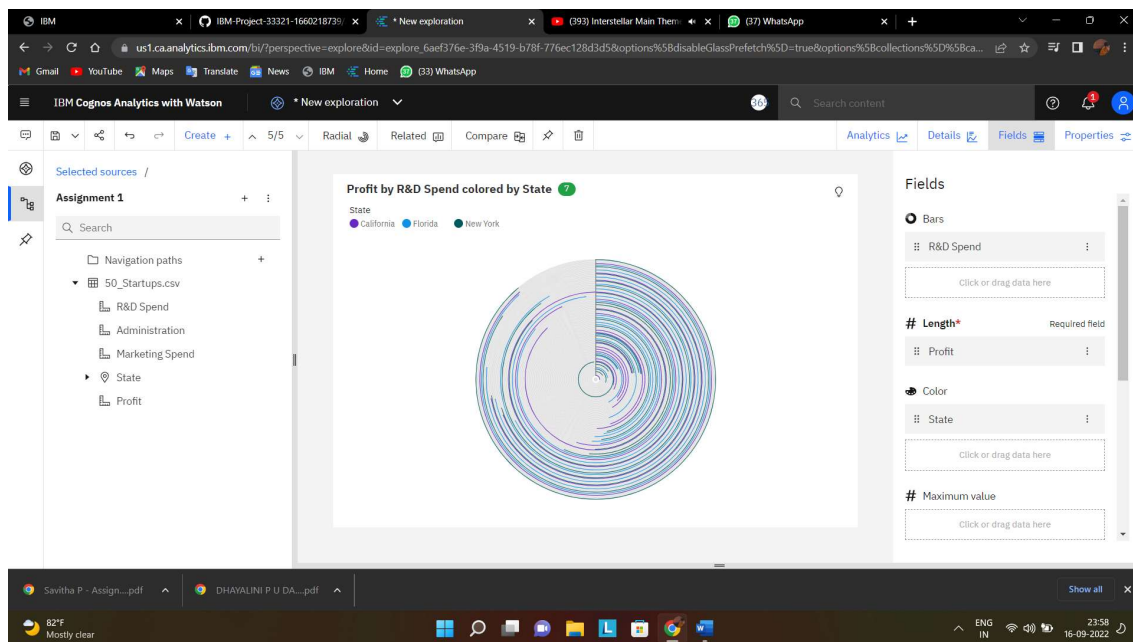 IBM
IBM-Project-33321-1660218739/
* New exploration
(393) Interstellar Main Them
(37) WhatsApp
us1.ca.analytics.ibm.com/bi/?perspective=explore&id=explore_6aef376e-3f9a-4519-b78f-776ec128d3d5&options%5BdisableGlassPrefetch%5D=true&options%5Bcollections%5D%5Bca...
Gmail YouTube Maps Translate News IBM Home (33) WhatsApp
IBM Cognos Analytics with Watson * New exploration Search content 1
Create + 5/5 Radial Related Compare Analytics Details Fields Properties
Selected sources /
Assignment 1
Search
Navigation paths
50_Startups.csv
R&D Spend
Administration
Marketing Spend
State
Profit
Profit by R&D Spend colored by State 7
State
California Florida New York
Fields
Bars
R&D Spend
Click or drag data here
# Length* Required field
Profit
Click or drag data here
Color
State
Click or drag data here
# Maximum value
Click or drag data here
Savitha P - Assign....pdf DHAYALINI P U DA....pdf Show all
82°F
Mostly clear
ENG
IN
23:58
16-09-2022